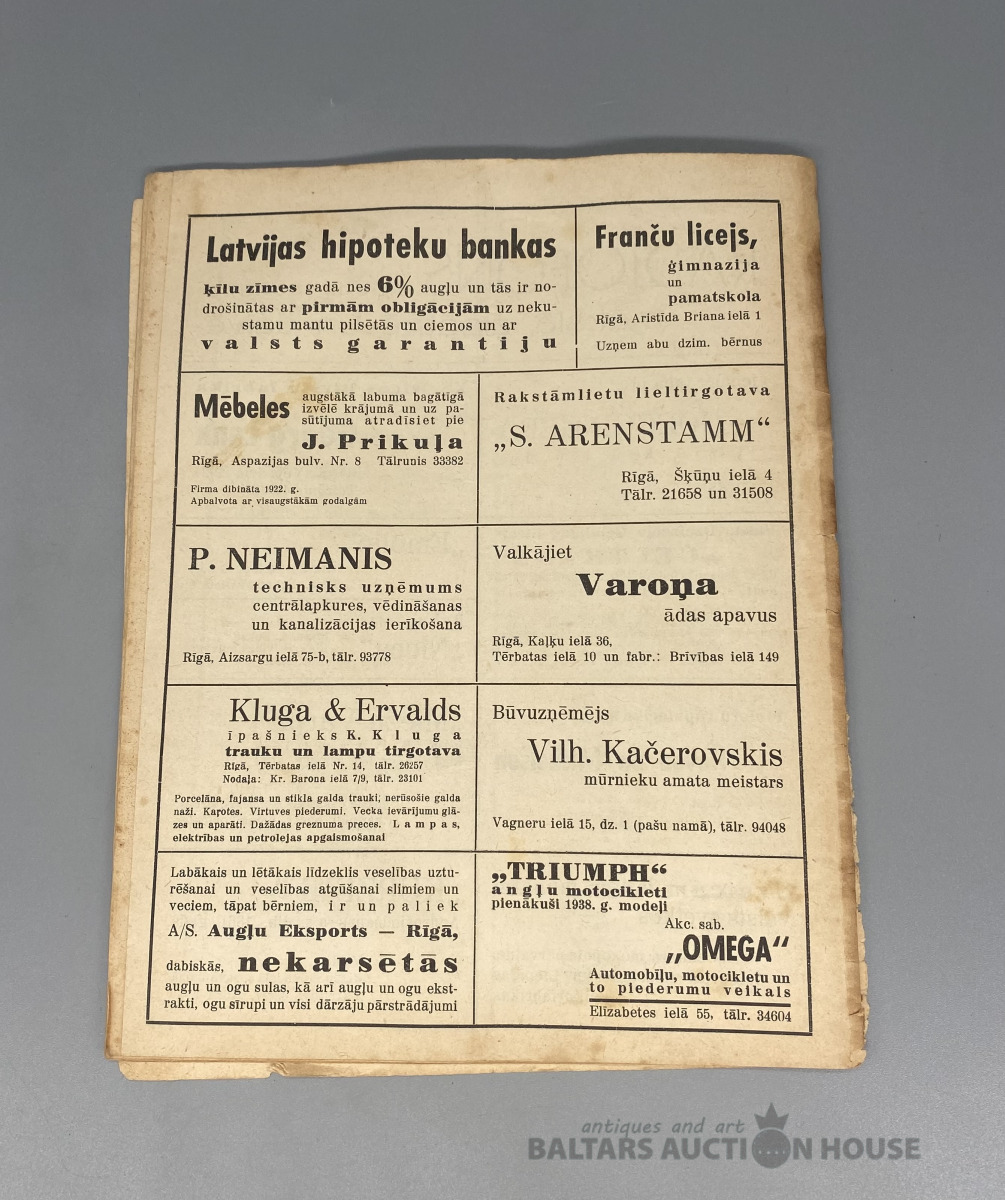 Latvijas hipoteku bankas
ķīlu zīmes gadā nes 6% augļu un tās ir no-
drošinātas ar pirmām obligācijām uz neku-
stamu mantu pilsētās un ciemos un ar
valsts garantiju
Franču licejs,
ģimnazija
un
pamatskola
Rīgā, Aristīda Briana ielā 1
Uzņem abu dzim. bērnus
Mēbeles
augstākā labuma bagātīgā
izvēlē krājumā un uz pa-
sūtījuma atradīsiet pie
J. Prikuļa
Rīgā, Aspazijas bulv. Nr. 8 Tālrunis 33382
Firma dibināta 1922. g.
Apbalvota ar visaugstākām godalgām
Rakstāmlietu lieltirgotava
„S. ARENSTAMM“
Rīgā, Šķūņu ielā 4
Tālr. 21658 un 31508
P. NEIMANIS
technisks uzņēmums
centrālapkures, vēdināšanas
un kanalizācijas ierīkošana
Rīgā, Aizsargu ielā 75-b, tālr. 93778
Valkājiet
Varoņa
ādas apavus
Rīgā, Kaļķu ielā 36,
Tērbatas ielā 10 un fabr.: Brīvības ielā 149
Kluga & Ervalds
īpašnieks K. Kluga
trauku un lampu tirgotava
Rīgā, Tērbatas ielā Nr. 14, tālr. 26257
Nodaļa: Kr. Barona ielā 7/9, tālr. 23101
Porcelāna, fajansa un stikla galda trauki, nerūsošie galda
naži. Karotes. Virtuves piederumi. Vecka ievārījumu glā-
zes un aparāti. Dažādas greznuma preces. Lampas,
elektrības un petrolejas apgaismošanai
Būvuzņēmējs
Vilh. Kačerovskis
mūrnieku amata meistars
Vagneru ielā 15, dz. 1 (pašu namā), tālr. 94048
Labākais un lētākais līdzeklis veselības uztu-
rēšanai un veselības atgūšanai slimiem un
veciem, tāpat bērniem, ir un paliek
A/S. Augļu Eksports — Rīgā,
dabiskās, nekarsētās
augļu un ogu sulas, kā arī augļu un ogu ekst-
rakti, ogu sīrupi un visi dārzāju pārstrādājumi
„TRIUMPH“
angļu motocikleti
pienākuši 1938. g. modeļi
Akc. sab.
„OMEGA“
Automobīļu, motocikletu un
to piederumu veikals
Elīzabetes ielā 55, tālr. 34604
antiques and art
BALTARS AUCTION HOUSE